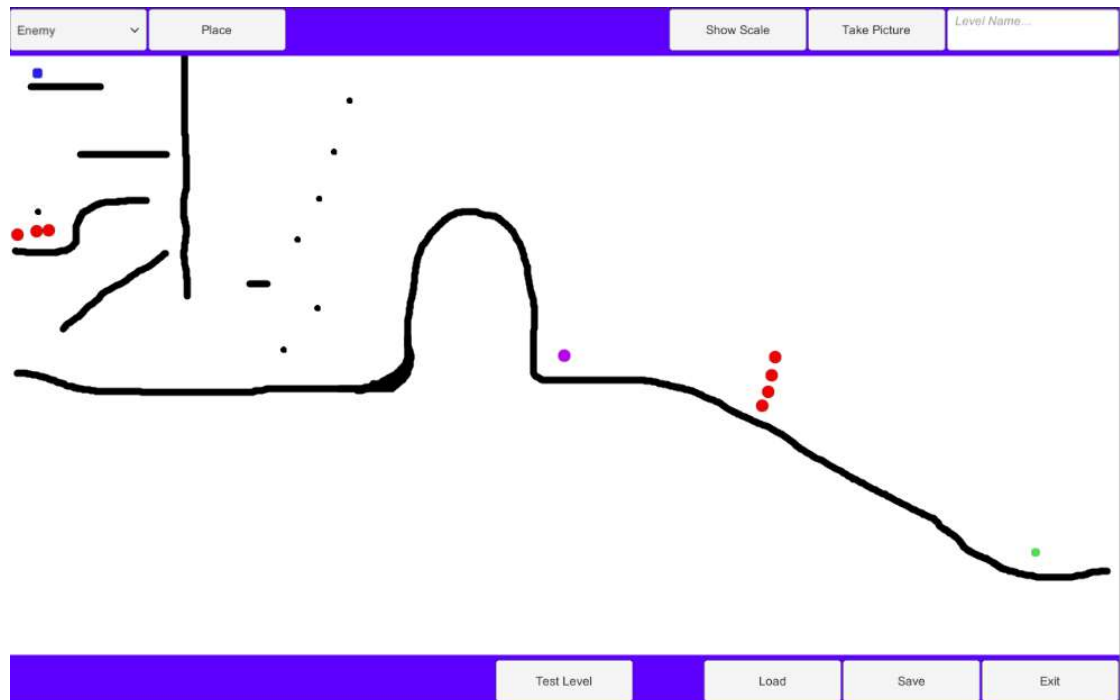 Enemy
Place
Show Scale
Take Picture
Level Name...
Test Level
Load
Save
Exit